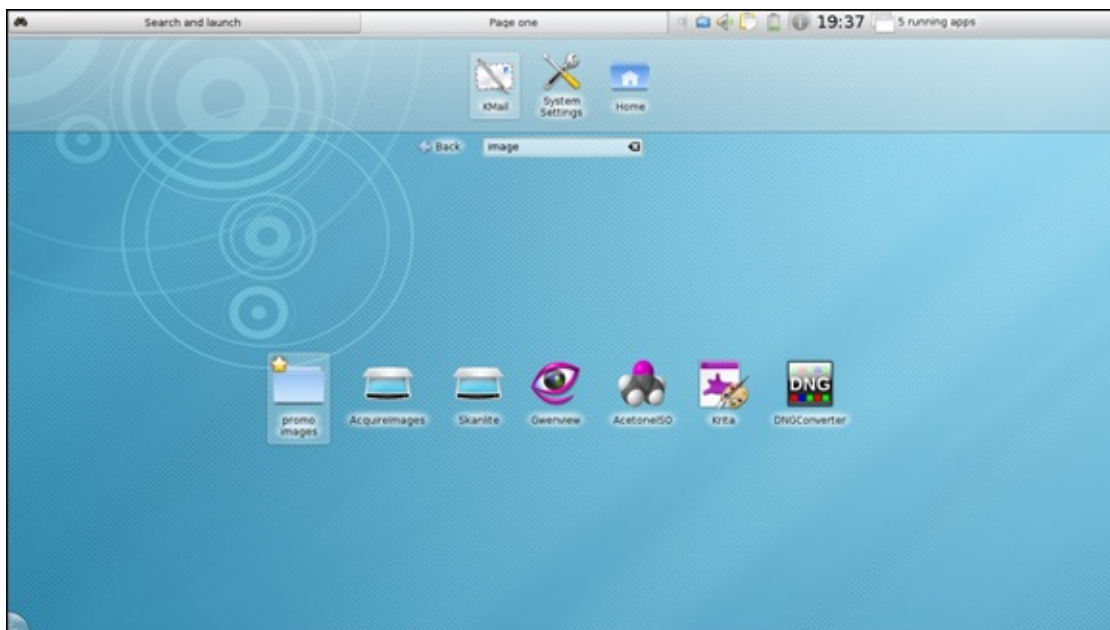 Search and launch
Page one
19:37
5 running apps
KMail
System
Settings
Home
Back
image
promo
images
AcquireImages
Skanlite
Gwenview
AcetoneISO
Krita
DNG
DNGConverter